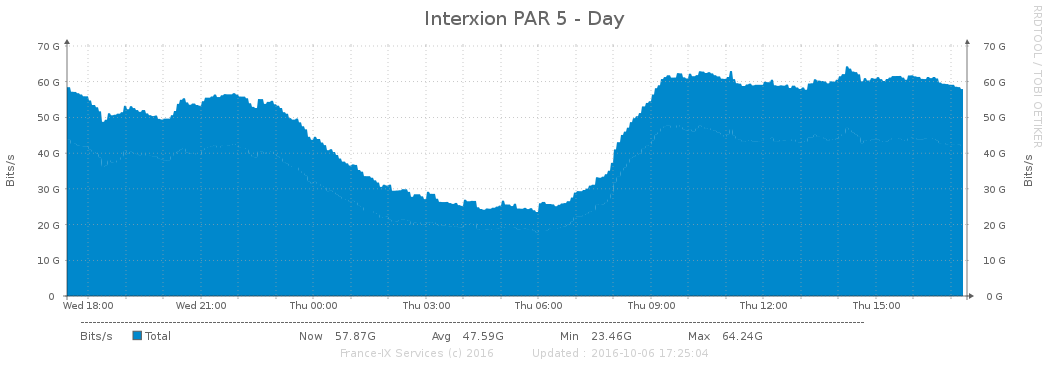 Interxion PAR 5 - Day
RRDTOOL / TOBI OETIKER
Bits/s
70 G
60 G
50 G
40 G
30 G
20 G
10 G
0
70 G
60 G
50 G
40 G
30 G
20 G
10 G
0 G
Bits/s
Wed 18:00 Wed 21:00 Thu 00:00 Thu 03:00 Thu 06:00 Thu 09:00 Thu 12:00 Thu 15:00
Bits/s Total Now 57.87G Avg 47.59G Min 23.46G Max 64.24G
France-IX Services (c) 2016 Updated : 2016-10-06 17:25:04